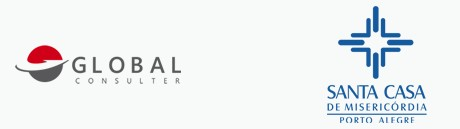 GLOBAL
CONSULTER
SANTA CASA
DE MISERICÓRDIA
PORTO ALEGRE